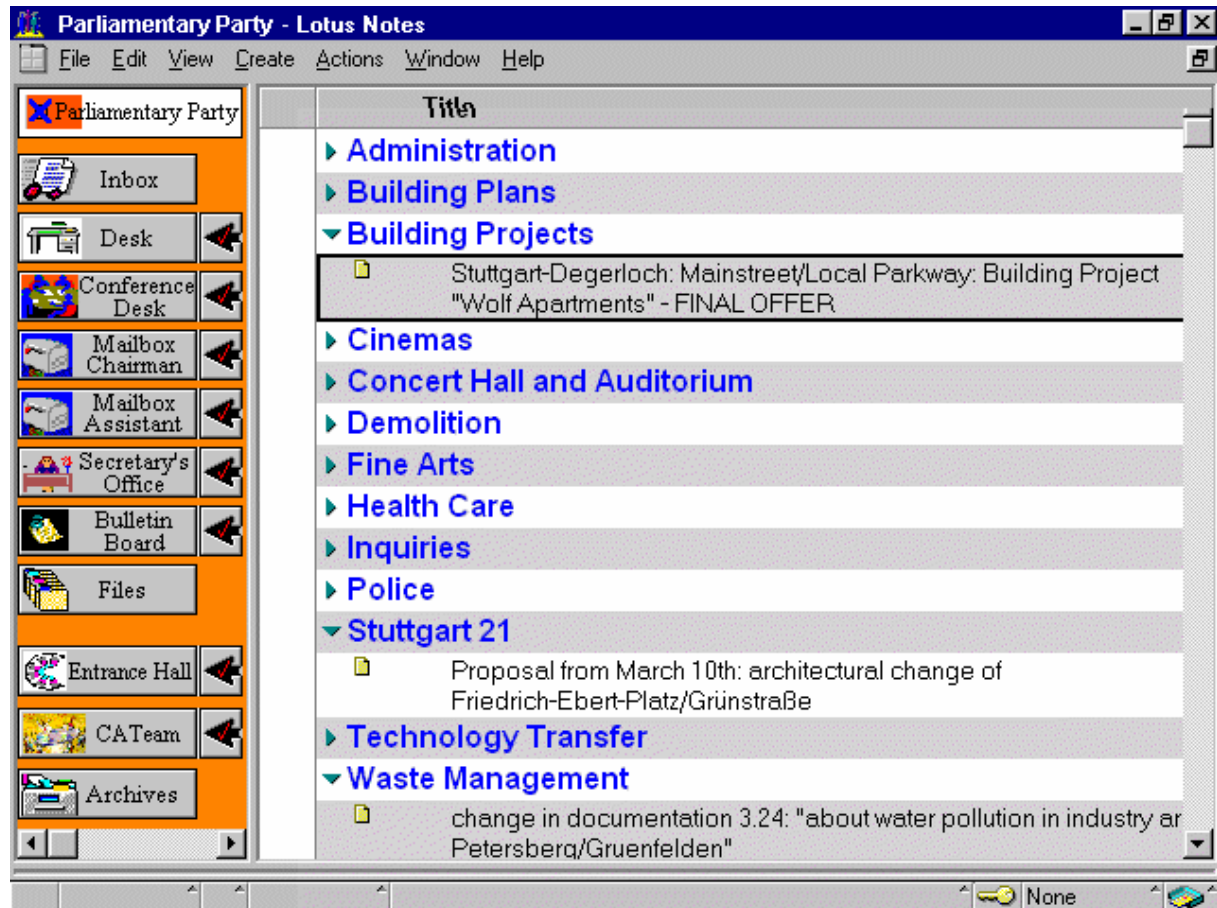 Parliamentary Party - Lotus Notes
File Edit View Create Actions Window Help
Parliamentary Party
Inbox
Desk
Conference
Desk
Mailbox
Chairman
Mailbox
Assistant
Secretary's
Office
Bulletin
Board
Files
Entrance Hall
CATeam
Archives
Title
Administration
Building Plans
Building Projects
Stuttgart-Degerloch: Mainstreet/Local Parkway: Building Project
"Wolf Apartments" - FINAL OFFER
Cinemas
Concert Hall and Auditorium
Demolition
Fine Arts
Health Care
Inquiries
Police
Stuttgart 21
Proposal from March 10th: architectural change of
Friedrich-Ebert-Platz/Grünstraße
Technology Transfer
Waste Management
change in documentation 3.24: "about water pollution in industry ar
Petersberg/Gruenfelden"
None